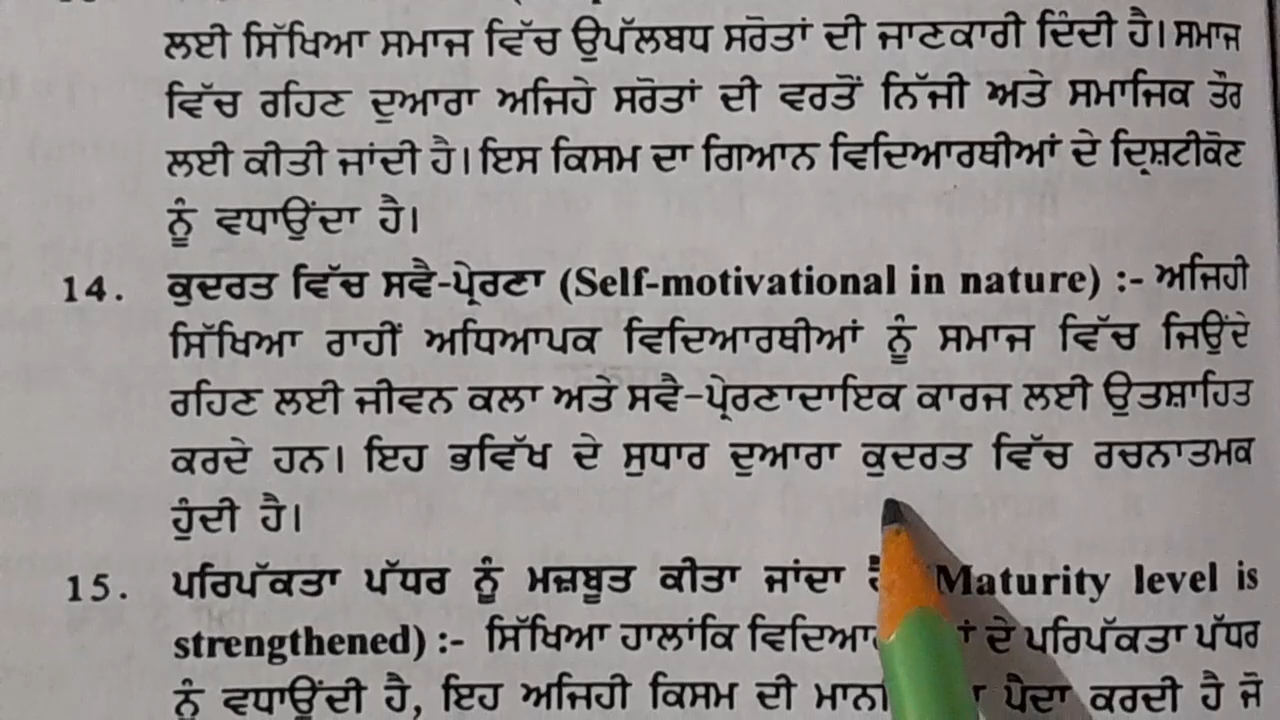 ਲਈ ਸਿੱਖਿਆ ਸਮਾਜ ਵਿੱਚ ਉਪੱਲਬਧ ਸਰੋਤਾਂ ਦੀ ਜਾਣਕਾਰੀ ਦਿੰਦੀ ਹੈ। ਸਮਾਜ
ਵਿੱਚ ਰਹਿਣ ਦੁਆਰਾ ਅਜਿਹੇ ਸਰੋਤਾਂ ਦੀ ਵਰਤੋਂ ਨਿੱਜੀ ਅਤੇ ਸਮਾਜਿਕ ਤੌਰ
ਲਈ ਕੀਤੀ ਜਾਂਦੀ ਹੈ। ਇਸ ਕਿਸਮ ਦਾ ਗਿਆਨ ਵਿਦਿਆਰਥੀਆਂ ਦੇ ਦ੍ਰਿਸ਼ਟੀਕੋਣ
ਨੂੰ ਵਧਾਉਂਦਾ ਹੈ।
14. ਕੁਦਰਤ ਵਿੱਚ ਸਵੈ-ਪ੍ਰੇਰਣਾ (Self-motivational in nature) :- ਅਜਿਹੀ
ਸਿੱਖਿਆ ਰਾਹੀਂ ਅਧਿਆਪਕ ਵਿਦਿਆਰਥੀਆਂ ਨੂੰ ਸਮਾਜ ਵਿੱਚ ਜਿਉਂਦੇ
ਰਹਿਣ ਲਈ ਜੀਵਨ ਕਲਾ ਅਤੇ ਸਵੈ-ਪ੍ਰੇਰਣਾਦਾਇਕ ਕਾਰਜ ਲਈ ਉਤਸ਼ਾਹਿਤ
ਕਰਦੇ ਹਨ। ਇਹ ਭਵਿੱਖ ਦੇ ਸੁਧਾਰ ਦੁਆਰਾ ਕੁਦਰਤ ਵਿੱਚ ਰਚਨਾਤਮਕ
ਹੁੰਦੀ ਹੈ।
15. ਪਰਿਪੱਕਤਾ ਪੱਧਰ ਨੂੰ ਮਜ਼ਬੂਤ ਕੀਤਾ ਜਾਂਦਾ Maturity level is
strengthened) :- ਸਿੱਖਿਆ ਹਾਲਾਂਕਿ ਦੇ ਪਰਿਪੱਕਤਾ ਪੱਧਰ
ਨੂੰ ਵਧਾਉਂਦੀ ਹੈ, ਇਹ ਅਜਿਹੀ ਕਿਸਮ ਦੀ ਪੈਦਾ ਕਰਦੀ ਹੈ ਜੋ